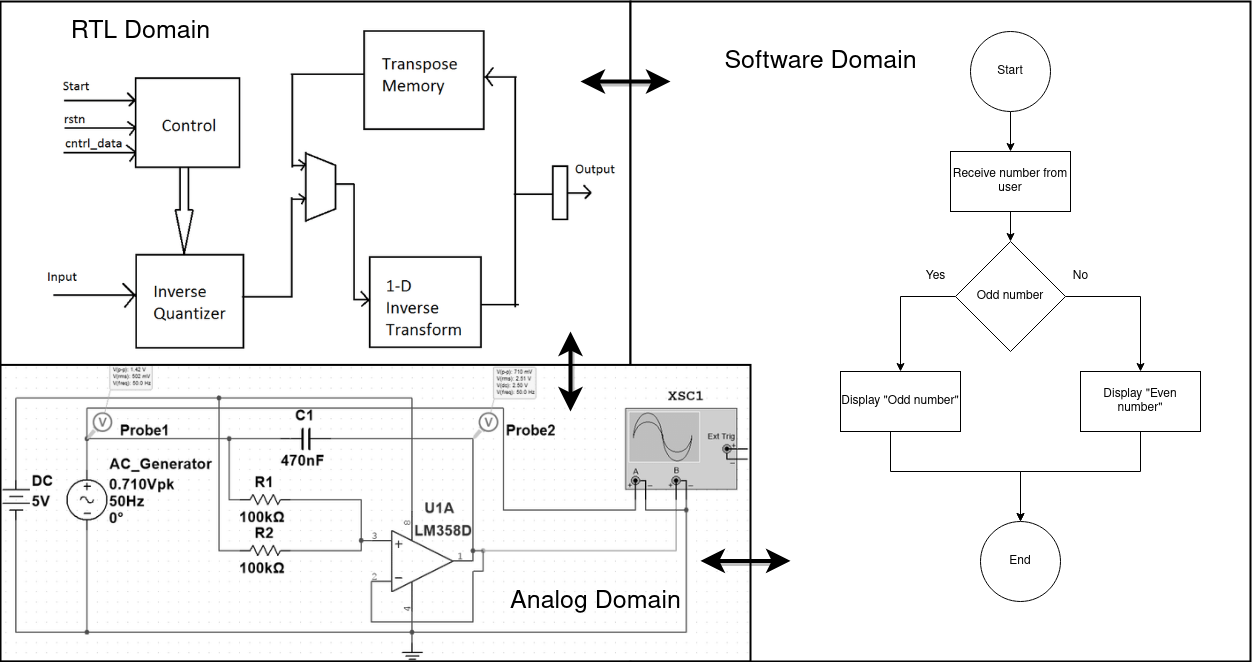 RTL Domain
Start
rstn
cntrl_data
Control
Transpose
Memory
Output
Input
Inverse
Quantizer
1-D
Inverse
Transform
Software Domain
Start
Receive number from
user
Yes
Odd number
No
Display "Odd number"
Display "Even
number"
End
V(p-p): 1.42 V
V(rms): 502 mV
V(freq): 50.0 Hz
V
Probe1
C1
470nF
V(p-p): 710 mV
V(rms): 2.51 V
V(dc): 2.50 V
V(freq): 50.0 Hz
V
Probe2
XSC1
Ext Trig
+
–
A
B
+ – + –
DC
5V
AC_Generator
0.710Vpk
50Hz
0°
R1
100kΩ
R2
100kΩ
U1A
LM358D
8
3
2
1
4
Analog Domain